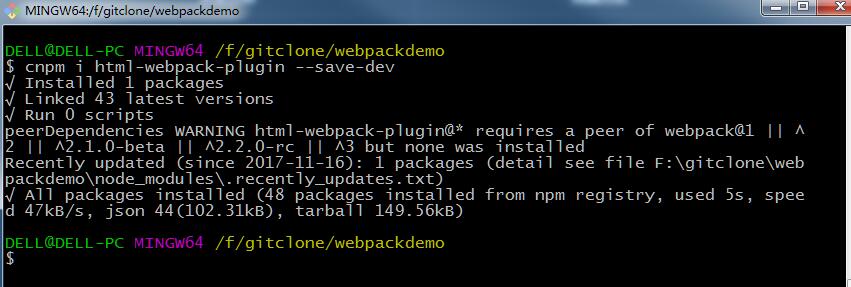 MINGW64:/f/gitclone/webpackdemo
DELL@DELL-PC MINGW64 /f/gitclone/webpackdemo
$ cnpm i html-webpack-plugin --save-dev
√ Installed 1 packages
√ Linked 43 latest versions
√ Run 0 scripts
peerDependencies WARNING html-webpack-plugin@* requires a peer of webpack@1 || ^
2 || ^2.1.0-beta || ^2.2.0-rc || ^3 but none was installed
Recently updated (since 2017-11-16): 1 packages (detail see file F:\gitclone\web
packdemo\node_modules\.recently_updates.txt)
√ All packages installed (48 packages installed from npm registry, used 5s, spee
d 47kB/s, json 44(102.31kB), tarball 149.56kB)
DELL@DELL-PC MINGW64 /f/gitclone/webpackdemo
$